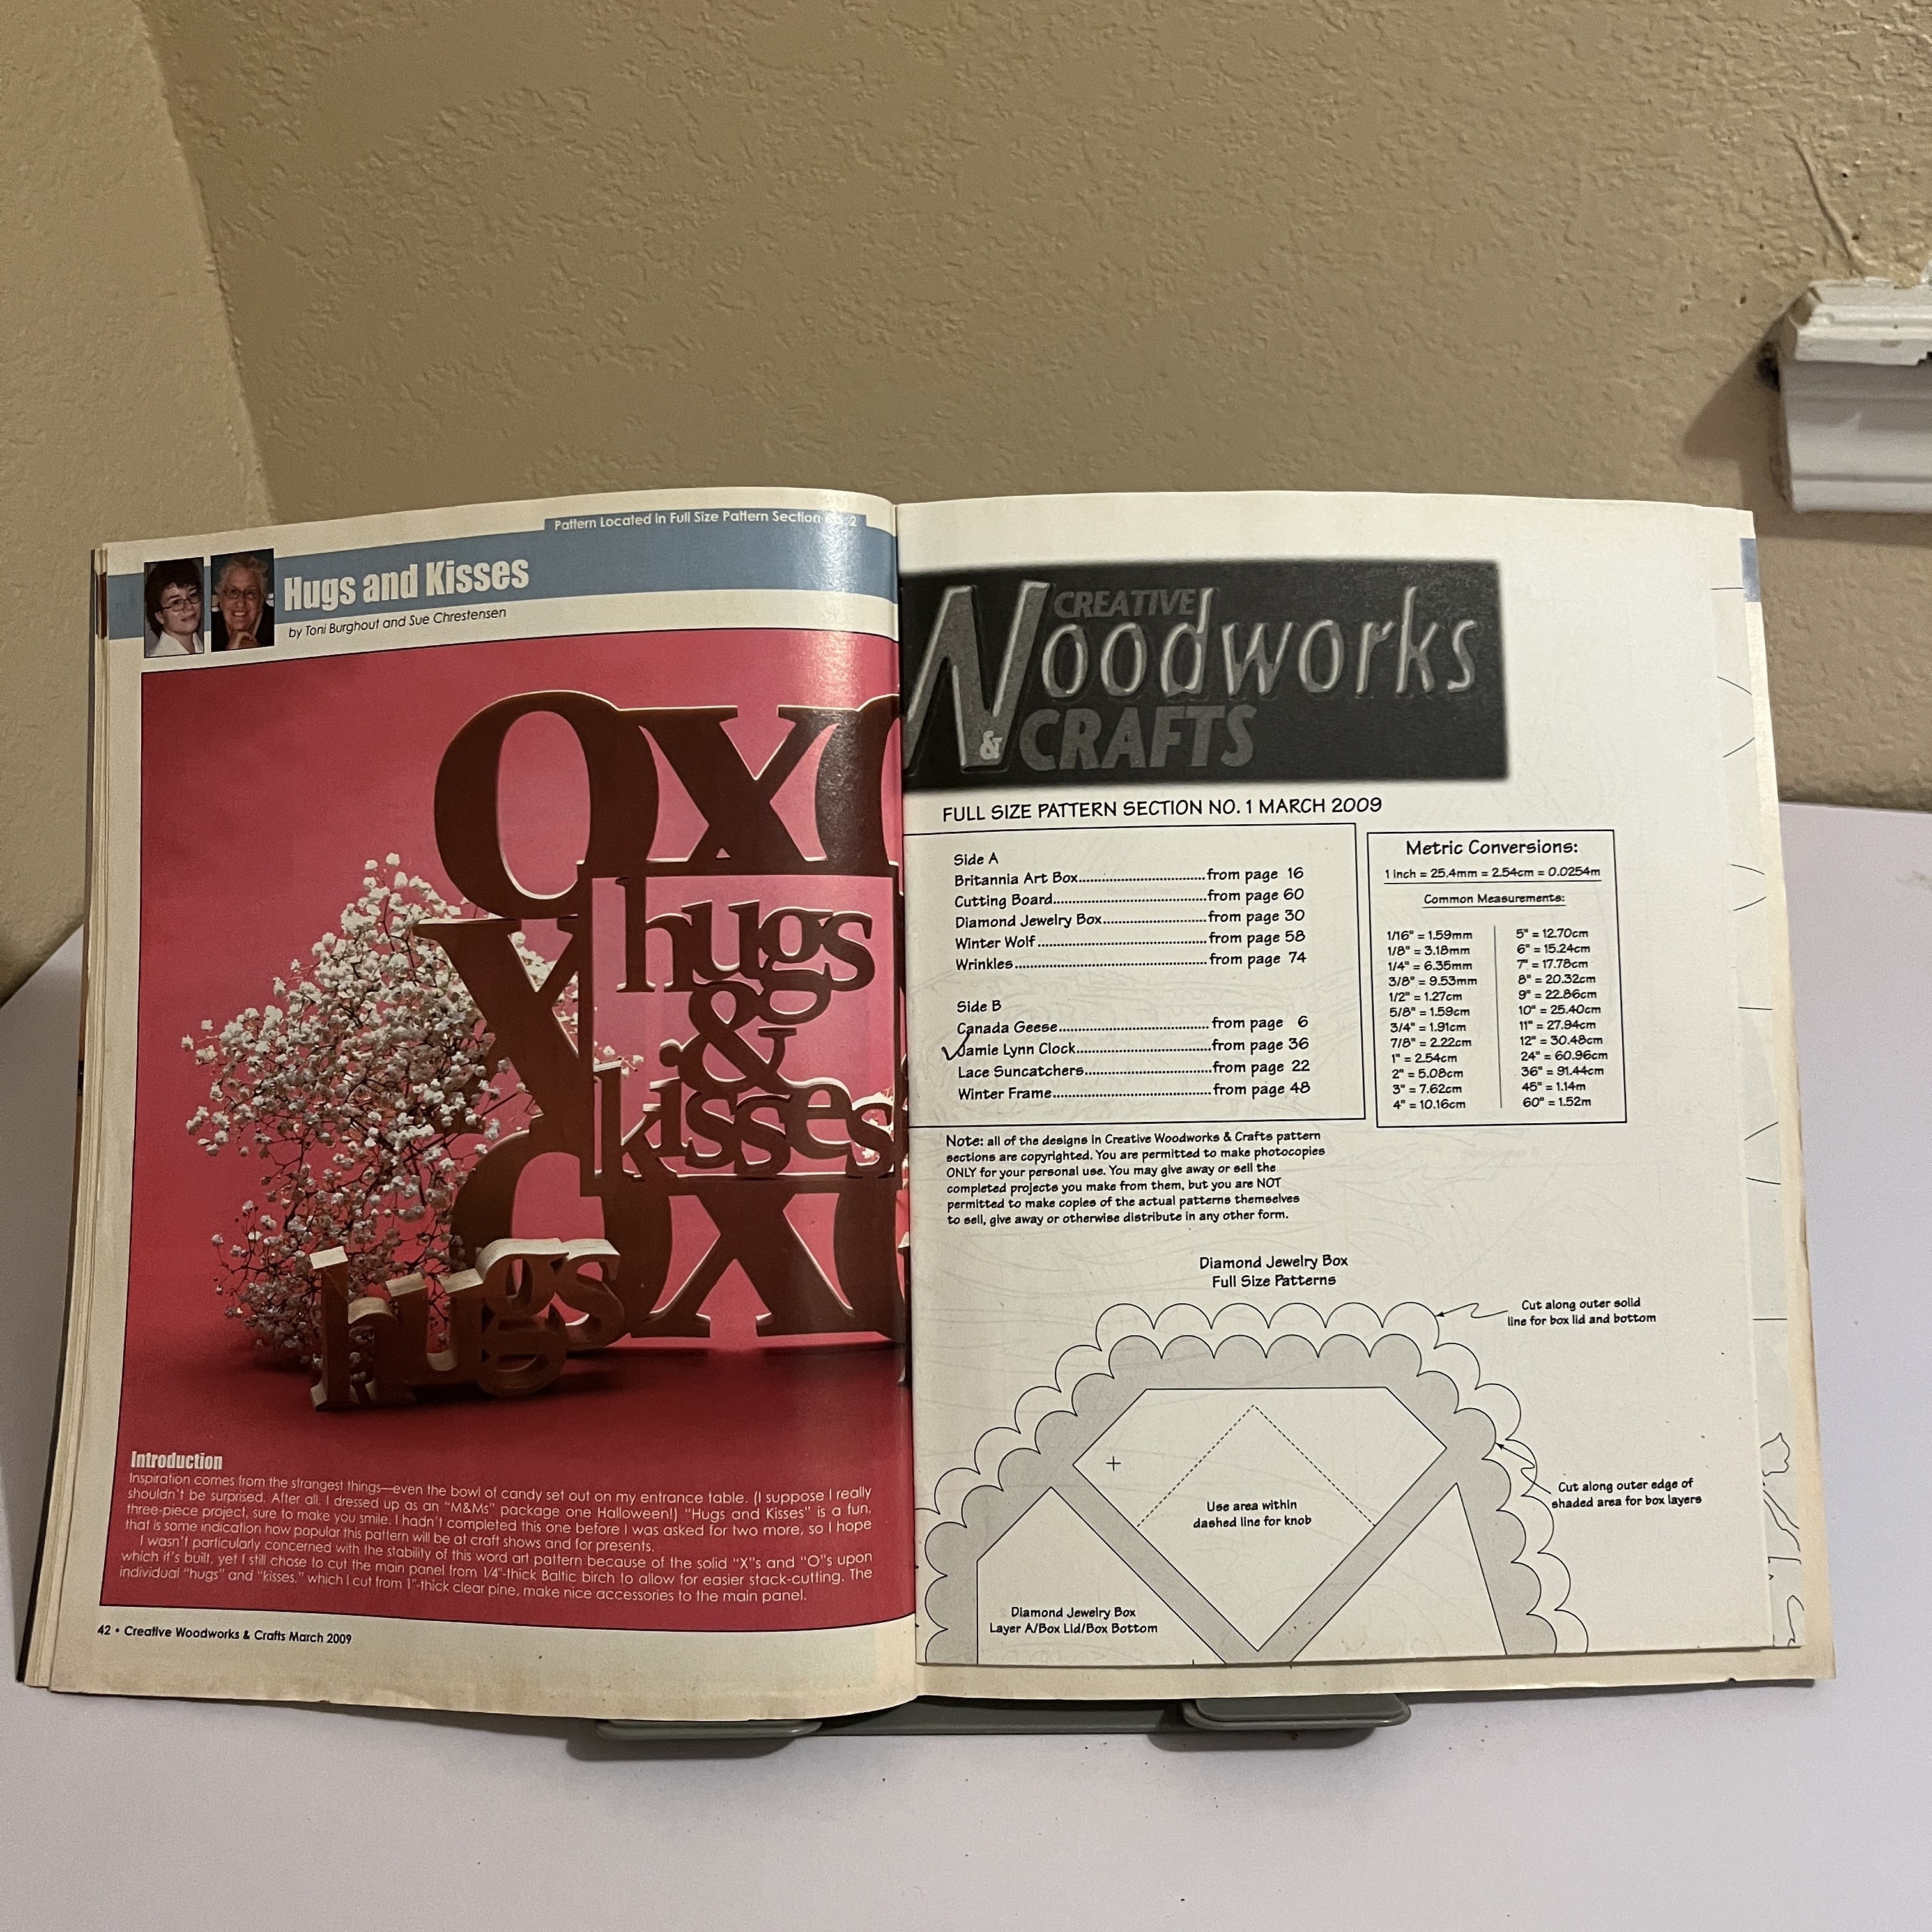 Pattern Located in Full Size Pattern Section 2
Hugs and Kisses
by Toni Burghout and Sue Chrestensen
OXO
hugs
X
&
kisses
OXO
hugs
Introduction
Inspiration comes from the strangest things—even the bowl of candy set out on my entrance table. (I suppose I really
shouldn't be surprised. After all, I dressed up as an "M&Ms" package one Halloween!) "Hugs and Kisses" is a fun,
three-piece project, sure to make you smile. I hadn't completed this one before I was asked for two more, so I hope
that is some indication how popular this pattern will be at craft shows and for presents.
I wasn't particularly concerned with the stability of this word art pattern because of the solid "X"s and "O"s upon
which it's built, yet I still chose to cut the main panel from 1/4"-thick Baltic birch to allow for easier stack-cutting. The
individual "hugs" and "kisses," which I cut from 1"-thick clear pine, make nice accessories to the main panel.
42 • Creative Woodworks & Crafts March 2009
CREATIVE
Woodworks
& CRAFTS
FULL SIZE PATTERN SECTION NO. 1 MARCH 2009
Side A
Britannia Art Box..............................from page 16
Cutting Board....................................from page 60
Diamond Jewelry Box........................from page 30
Winter Wolf........................................from page 58
Wrinkles.............................................from page 74
Side B
Canada Geese...................................from page 6
Jamie Lynn Clock...............................from page 36
Lace Suncatchers.............................from page 22
Winter Frame.....................................from page 48
Metric Conversions:
1 inch = 25.4mm = 2.54cm = 0.0254m
Common Measurements:
1/16" = 1.59mm
1/8" = 3.18mm
1/4" = 6.35mm
3/8" = 9.53mm
1/2" = 1.27cm
5/8" = 1.59cm
3/4" = 1.91cm
7/8" = 2.22cm
1" = 2.54cm
2" = 5.08cm
3" = 7.62cm
4" = 10.16cm
5" = 12.70cm
6" = 15.24cm
7" = 17.78cm
8" = 20.32cm
9" = 22.86cm
10" = 25.40cm
11" = 27.94cm
12" = 30.48cm
24" = 60.96cm
36" = 91.44cm
45" = 1.14m
60" = 1.52m
Note: all of the designs in Creative Woodworks & Crafts pattern
sections are copyrighted. You are permitted to make photocopies
ONLY for your personal use. You may give away or sell the
completed projects you make from them, but you are NOT
permitted to make copies of the actual patterns themselves
to sell, give away or otherwise distribute in any other form.
Diamond Jewelry Box
Full Size Patterns
Cut along outer solid
line for box lid and bottom
Cut along outer edge of
shaded area for box layers
Use area within
dashed line for knob
Diamond Jewelry Box
Layer A/Box Lid/Box Bottom